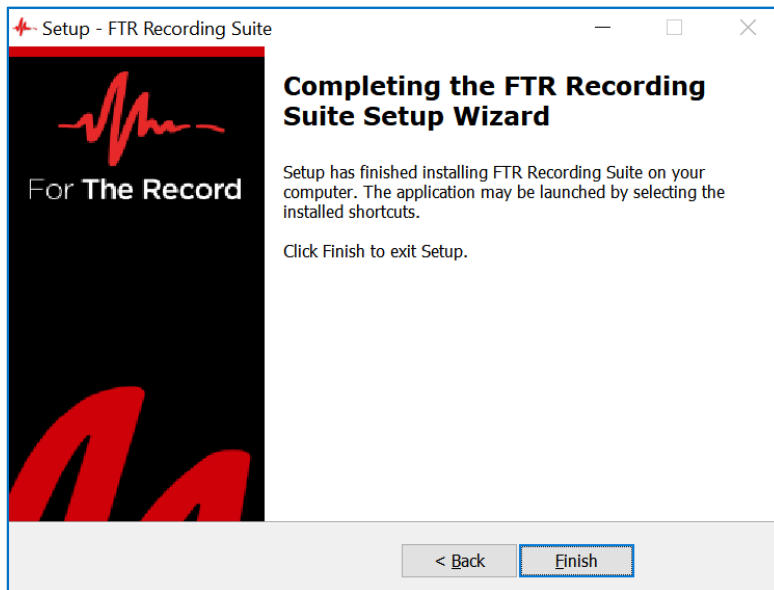 Setup - FTR Recording Suite
For The Record
Completing the FTR Recording
Suite Setup Wizard
Setup has finished installing FTR Recording Suite on your
computer. The application may be launched by selecting the
installed shortcuts.
Click Finish to exit Setup.
< Back
Finish